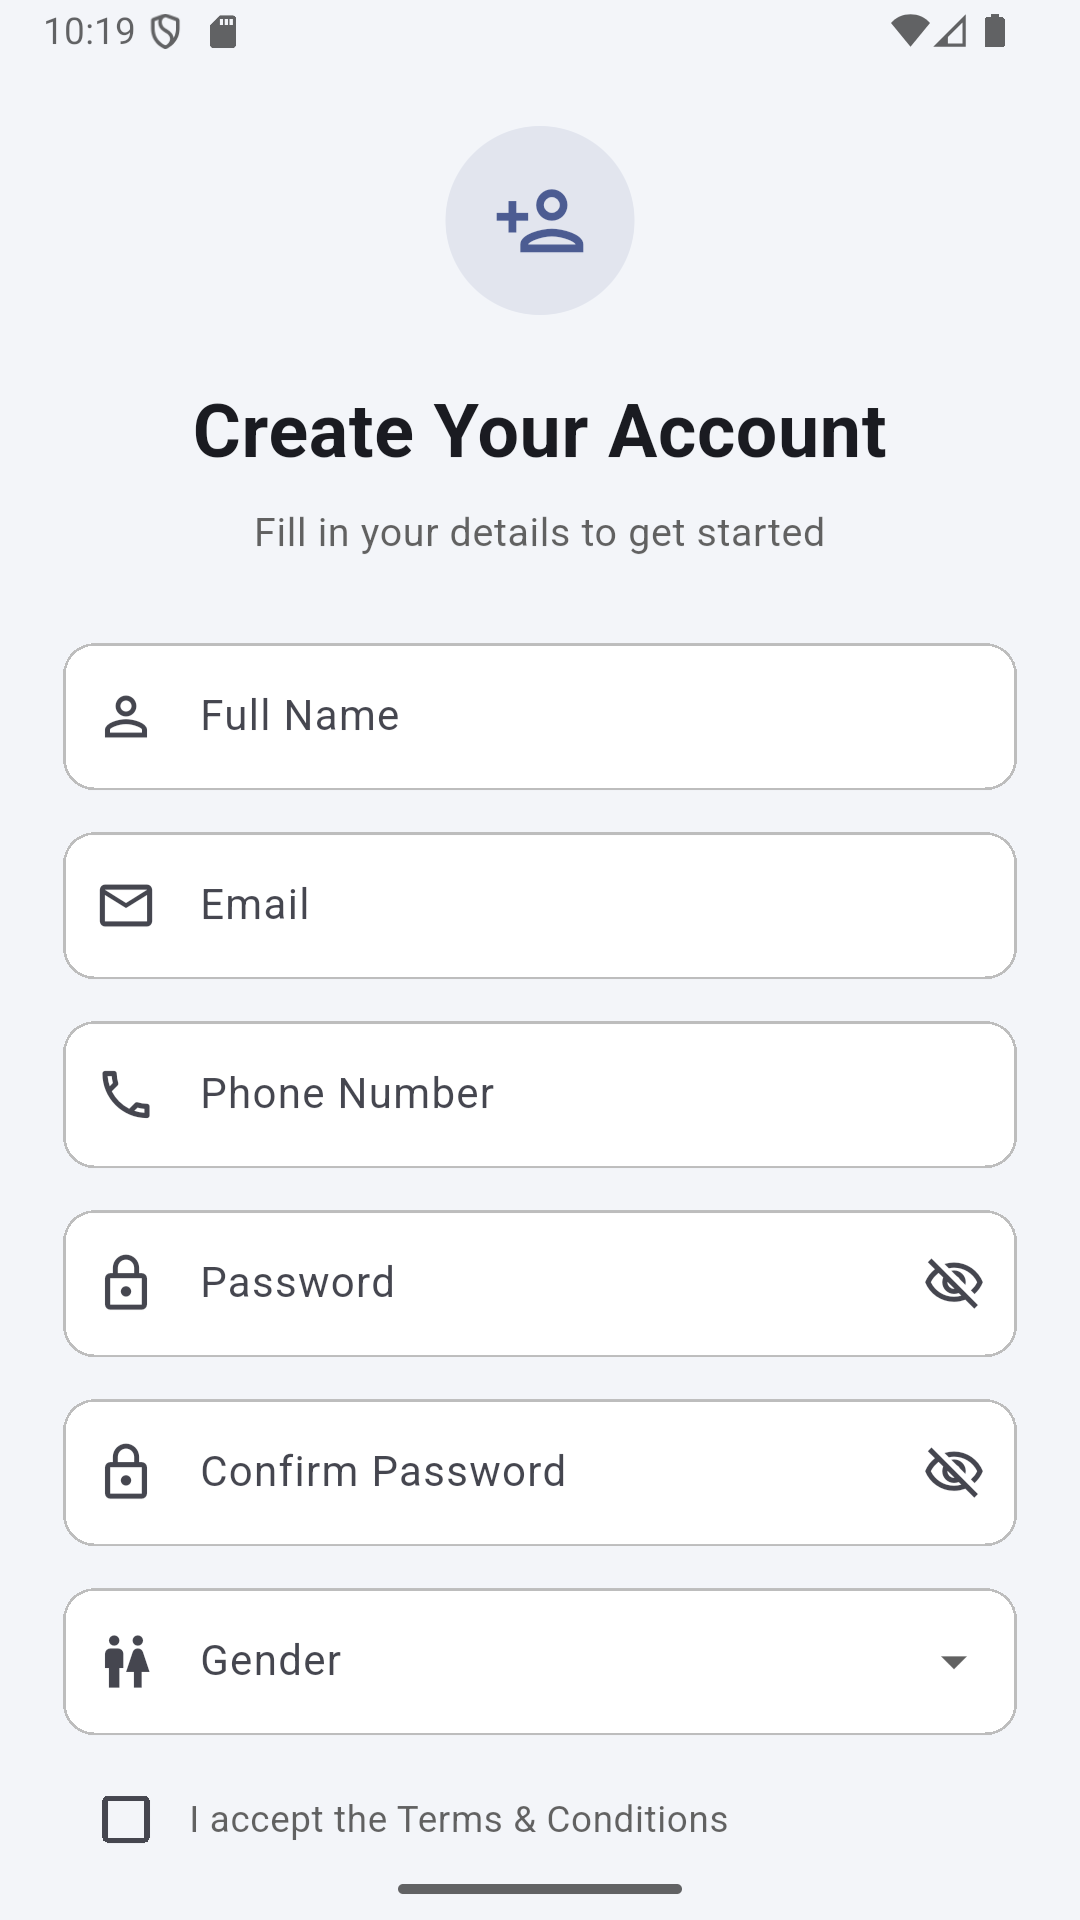 10:19
Create Your Account
Fill in your details to get started
Full Name
Email
Phone Number
Password
Confirm Password
Gender
I accept the Terms & Conditions